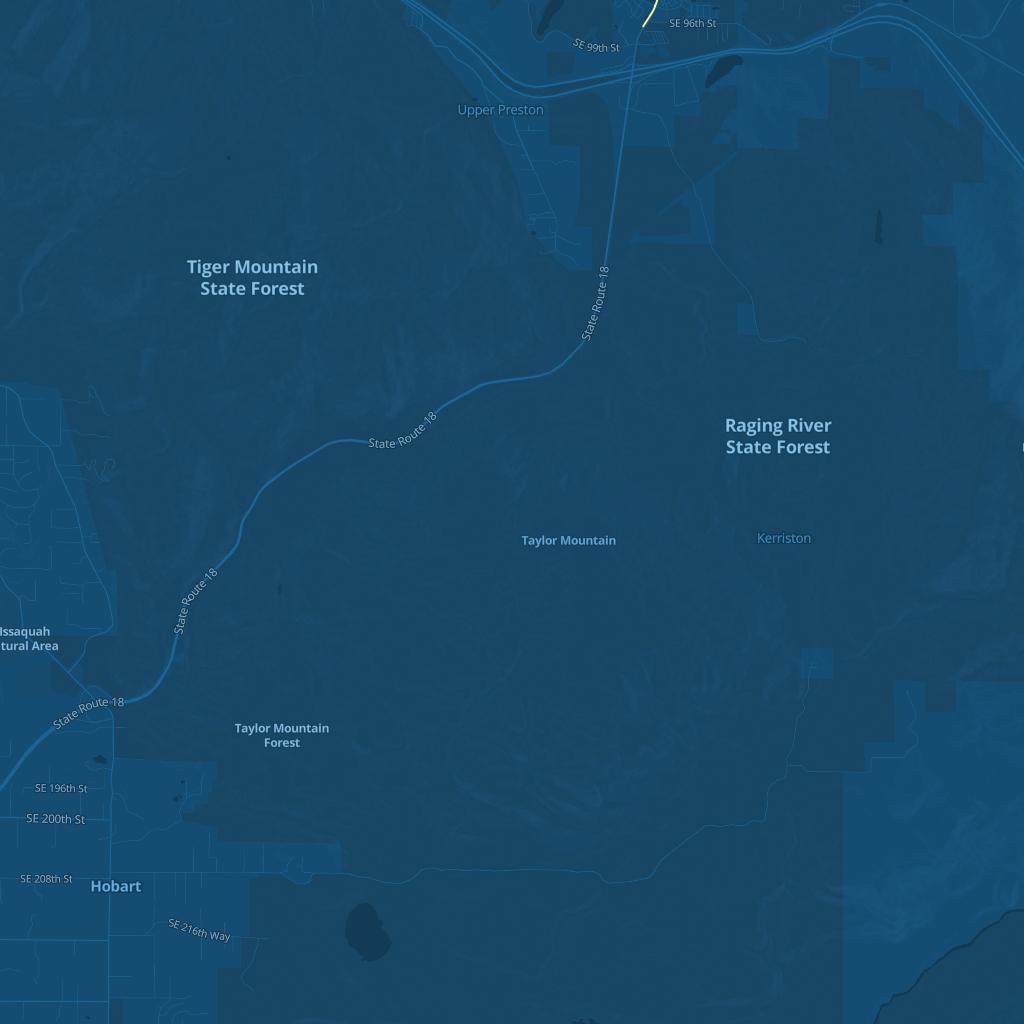 SE 96th St
SE 99th St
Upper Preston
Tiger Mountain
State Forest
State Route 18
State Route 18
Raging River
State Forest
Taylor Mountain
Kerriston
State Route 18
Issaquah
tural Area
State Route 18
Taylor Mountain
Forest
SE 196th St
SE 200th St
SE 208th St
Hobart
SE 216th Way